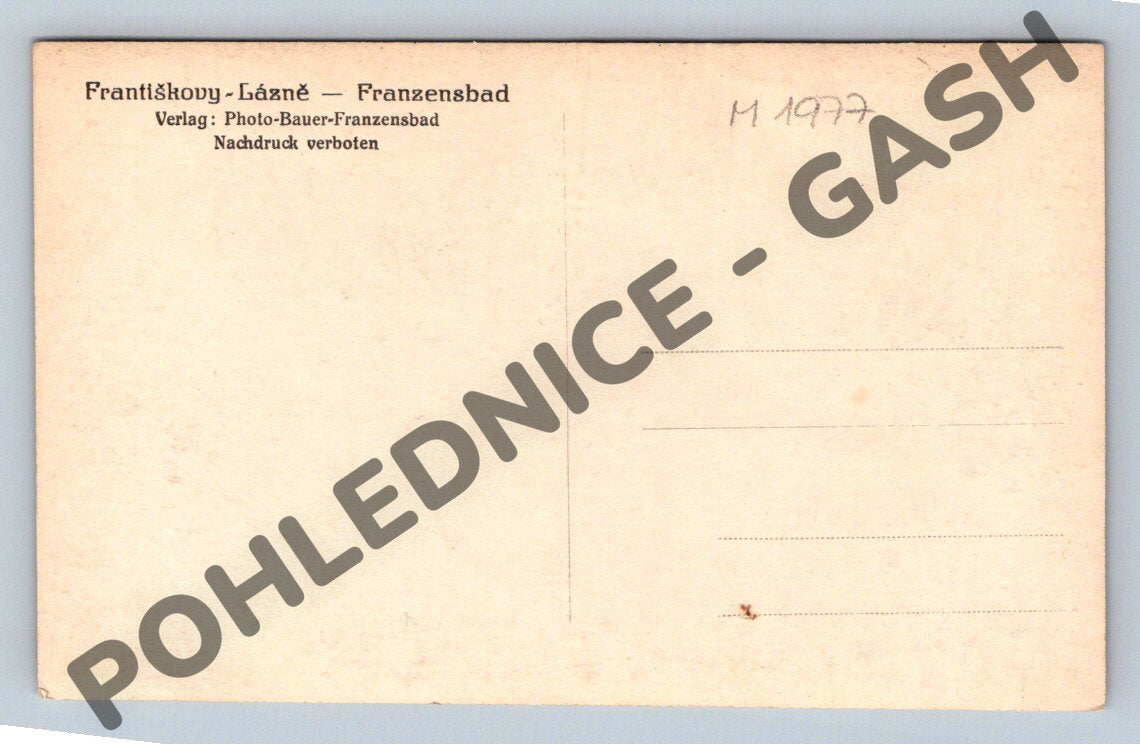 Františkovy-Lázně — Franzensbad
Verlag: Photo-Bauer-Franzensbad
Nachdruck verboten
M 1977
POHLEDNICE - GASH